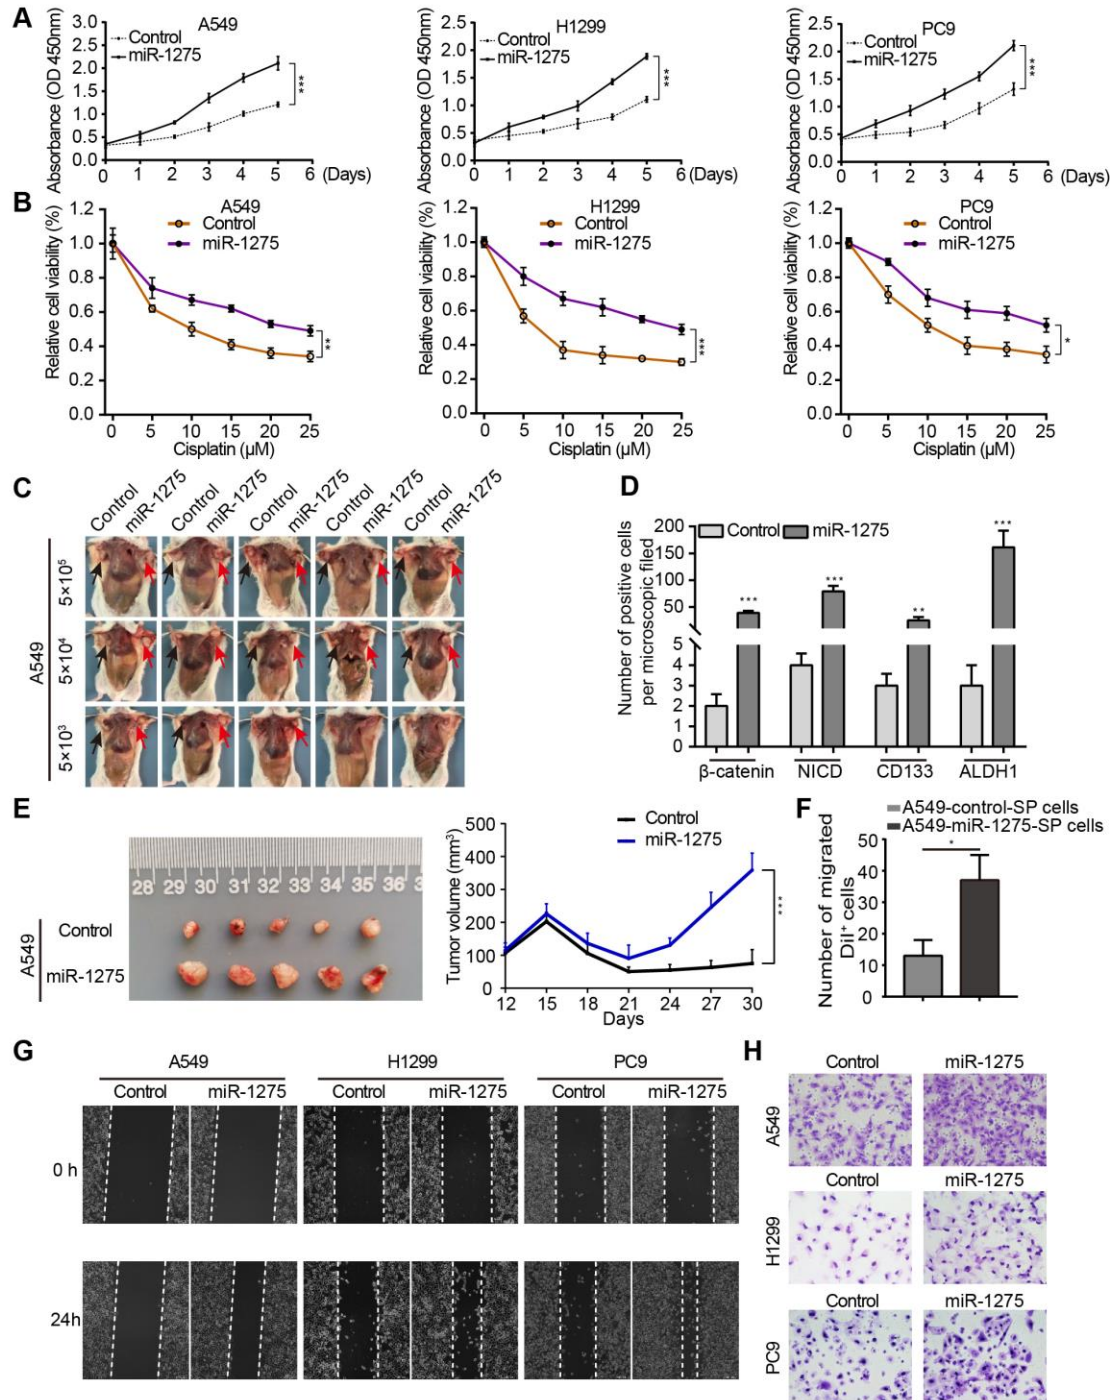 A
A549
Control
miR-1275
Absorbance (OD 450nm)
3.0
2.5
2.0
1.5
1.0
0.5
0.0
0 1 2 3 4 5 6 (Days)
***
H1299
Control
miR-1275
Absorbance (OD 450nm)
2.5
2.0
1.5
1.0
0.5
0.0
0 1 2 3 4 5 6 (Days)
***
PC9
Control
miR-1275
Absorbance (OD 450nm)
2.5
2.0
1.5
1.0
0.5
0.0
0 1 2 3 4 5 6 (Days)
***
B
A549
Control
miR-1275
Relative cell viability (%)
1.2
1.0
0.8
0.6
0.4
0.2
0.0
0 5 10 15 20 25
Cisplatin (μM)
**
H1299
Control
miR-1275
Relative cell viability (%)
1.2
1.0
0.8
0.6
0.4
0.2
0.0
0 5 10 15 20 25
Cisplatin (μM)
***
PC9
Control
miR-1275
Relative cell viability (%)
1.2
1.0
0.8
0.6
0.4
0.2
0.0
0 5 10 15 20 25
Cisplatin (μM)
*
C
Control miR-1275 Control miR-1275 Control miR-1275 Control miR-1275 Control miR-1275
A549
5×10⁵
5×10⁴
5×10³
D
Control miR-1275
Number of positive cells
per microscopic filed
200
150
100
50
5
4
3
2
1
0
*** *** ** ***
β-catenin NICD CD133 ALDH1
E
28 29 30 31 32 33 34 35 36 3
A549
Control
miR-1275
Control
miR-1275
Tumor volume (mm³)
500
400
300
200
100
0
12 15 18 21 24 27 30
Days
***
F
A549-control-SP cells
A549-miR-1275-SP cells
Number of migrated
DiI⁺ cells
50
40
30
20
10
0
*
G
A549 H1299 PC9
Control miR-1275 Control miR-1275 Control miR-1275
0 h
24h
H
Control miR-1275
A549
Control miR-1275
H1299
Control miR-1275
PC9